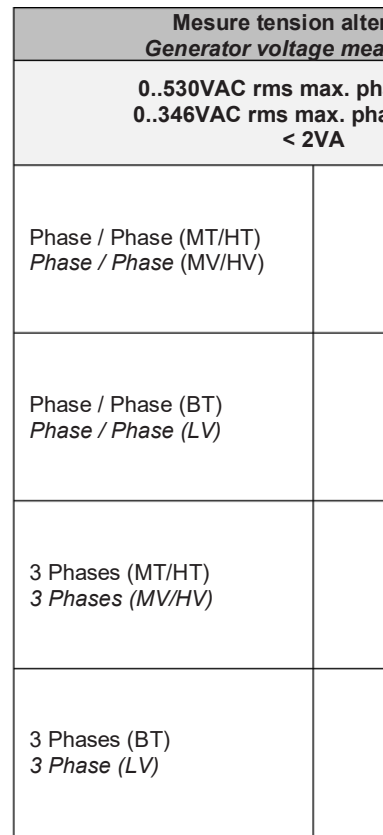 Mesure tension alter
Generator voltage mea
0..530VAC rms max. ph
0..346VAC rms max. pha
< 2VA
Phase / Phase (MT/HT)
Phase / Phase (MV/HV)
Phase / Phase (BT)
Phase / Phase (LV)
3 Phases (MT/HT)
3 Phases (MV/HV)
3 Phases (BT)
3 Phase (LV)